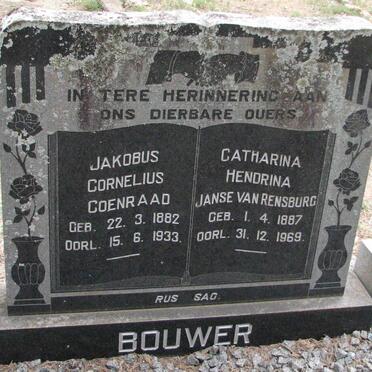 IN TERE HERINNERING AAN
ONS DIERBARE OUERS
JAKOBUS
CORNELIUS
COENRAAD
GEB. 22. 3. 1882
OORL. 15. 6. 1933.
CATHARINA
HENDRINA
JANSE VAN RENSBURG
GEB. 1. 4. 1887
OORL. 31. 12. 1969.
RUS SAG.
BOUWER